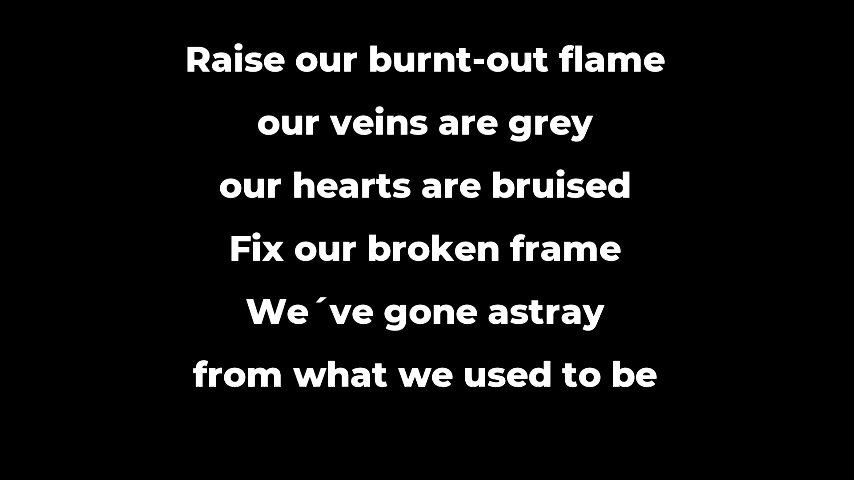 Raise our burnt-out flame
our veins are grey
our hearts are bruised
Fix our broken frame
We´ve gone astray
from what we used to be